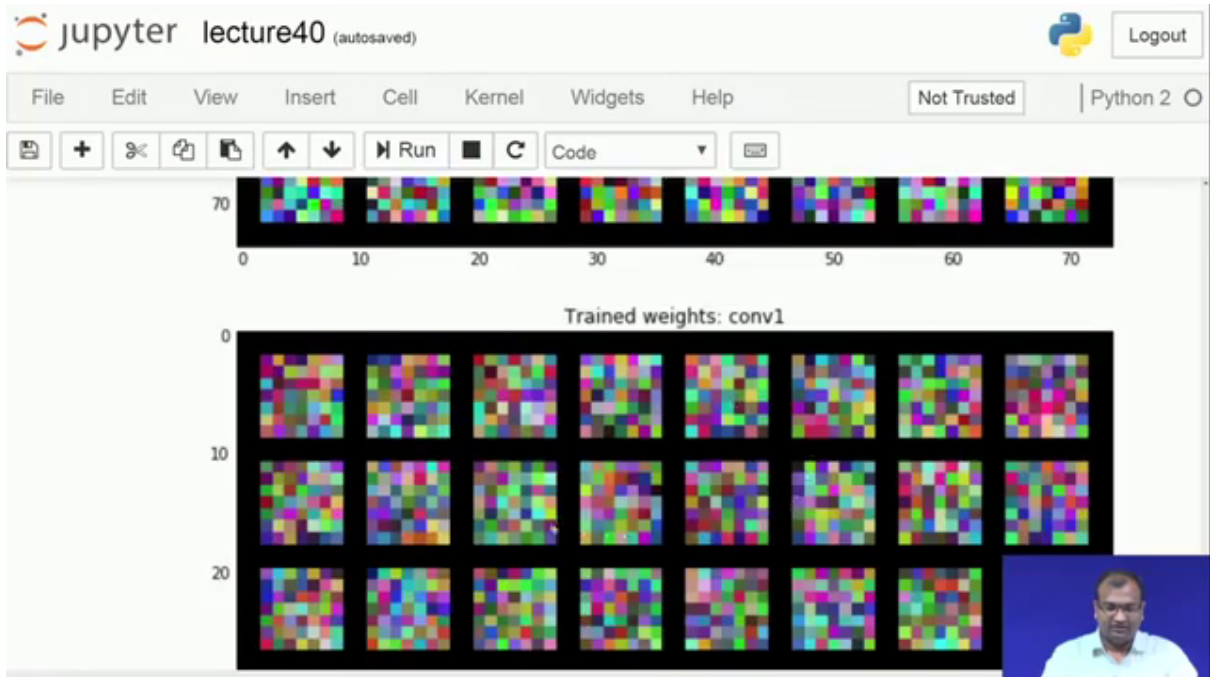 jupyter lecture40 (autosaved) Logout
File Edit View Insert Cell Kernel Widgets Help Not Trusted Python 2
Run Code
70
0 10 20 30 40 50 60 70
Trained weights: conv1
0
10
20